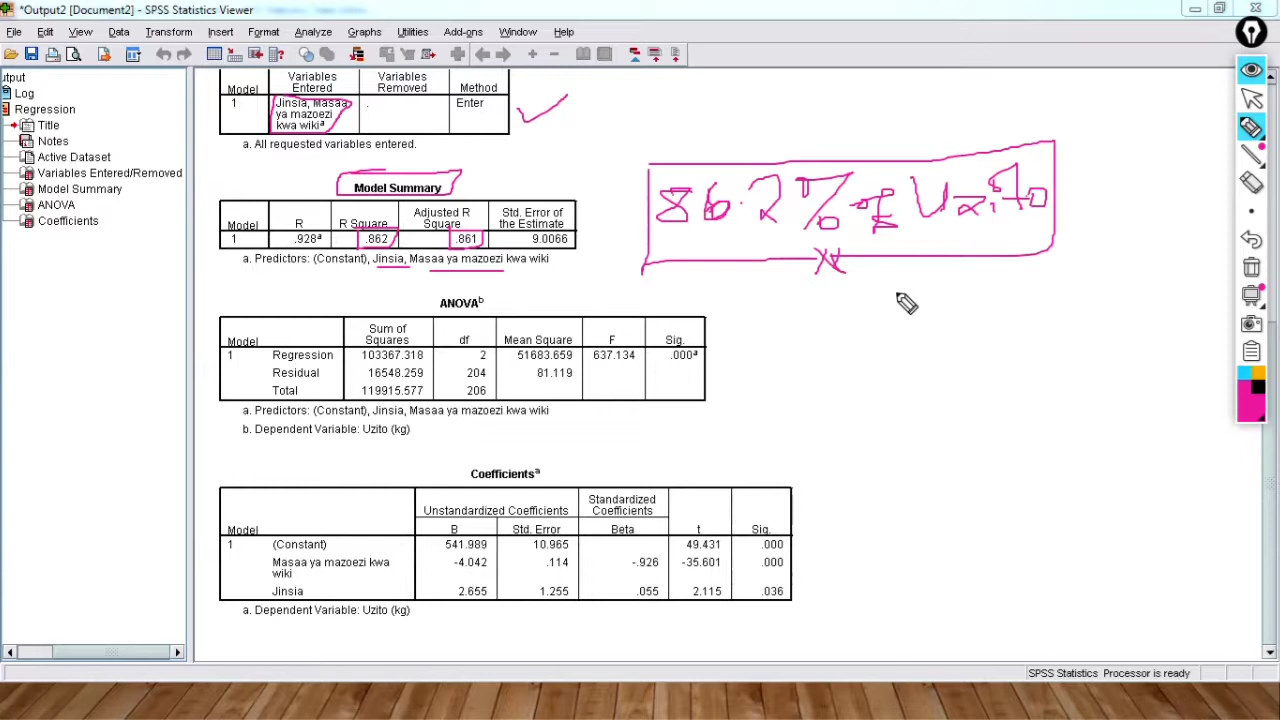 *Output2 [Document2] - SPSS Statistics Viewer
File Edit View Data Transform Insert Format Analyze Graphs Utilities Add-ons Window Help
utput
Log
Regression
Title
Notes
Active Dataset
Variables Entered/Removed
Model Summary
ANOVA
Coefficients
Model Variables Entered Variables Removed Method
1 Jinsia, Masaa . Enter
ya mazoezi
kwa wikiᵃ
a. All requested variables entered.
Model Summary
Model R R Square Adjusted R Square Std. Error of the Estimate
1 .928ᵃ .862 .861 9.0066
a. Predictors: (Constant), Jinsia, Masaa ya mazoezi kwa wiki
86.2% of Uzito
ANOVAᵇ
Model Sum of Squares df Mean Square F Sig.
1 Regression 103367.318 2 51683.659 637.134 .000ᵃ
Residual 16548.259 204 81.119
Total 119915.577 206
a. Predictors: (Constant), Jinsia, Masaa ya mazoezi kwa wiki
b. Dependent Variable: Uzito (kg)
Coefficientsᵃ
Unstandardized Coefficients Standardized Coefficients
Model B Std. Error Beta t Sig.
1 (Constant) 541.989 10.965 49.431 .000
Masaa ya mazoezi kwa wiki -4.042 .114 -.926 -35.601 .000
Jinsia 2.655 1.255 .055 2.115 .036
a. Dependent Variable: Uzito (kg)
SPSS Statistics Processor is ready